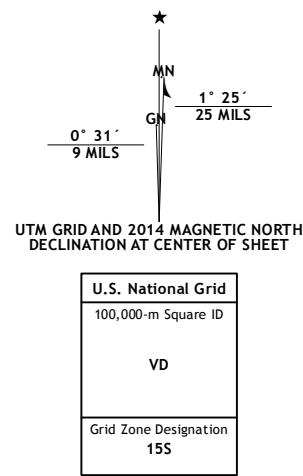 ★
MN
GN
1° 25´
25 MILS
0° 31´
9 MILS
UTM GRID AND 2014 MAGNETIC NORTH
DECLINATION AT CENTER OF SHEET
U.S. National Grid
100,000-m Square ID
VD
Grid Zone Designation
15S